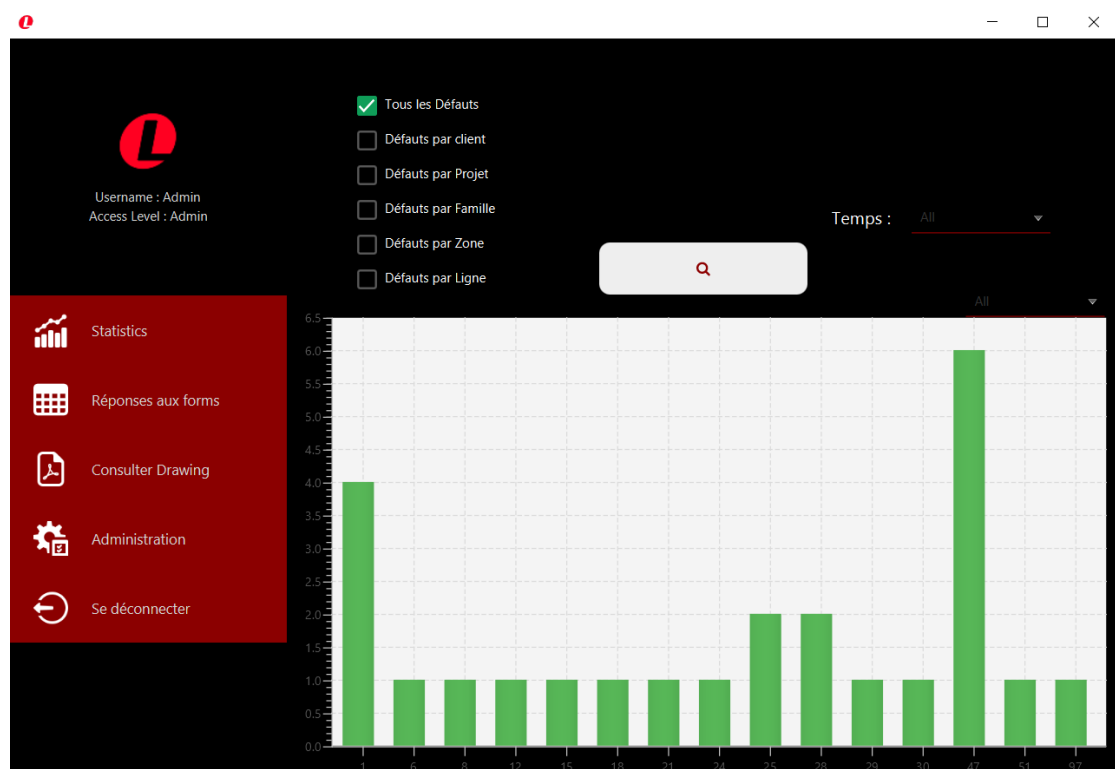 Tous les Défauts
Défauts par client
Défauts par Projet
Défauts par Famille
Défauts par Zone
Défauts par Ligne
Username : Admin
Access Level : Admin
Temps :
All
All
Statistics
Réponses aux forms
Consulter Drawing
Administration
Se déconnecter
6.5
6.0
5.5
5.0
4.5
4.0
3.5
3.0
2.5
2.0
1.5
1.0
0.5
0.0
1 6 8 12 15 18 21 24 25 28 29 30 47 51 97